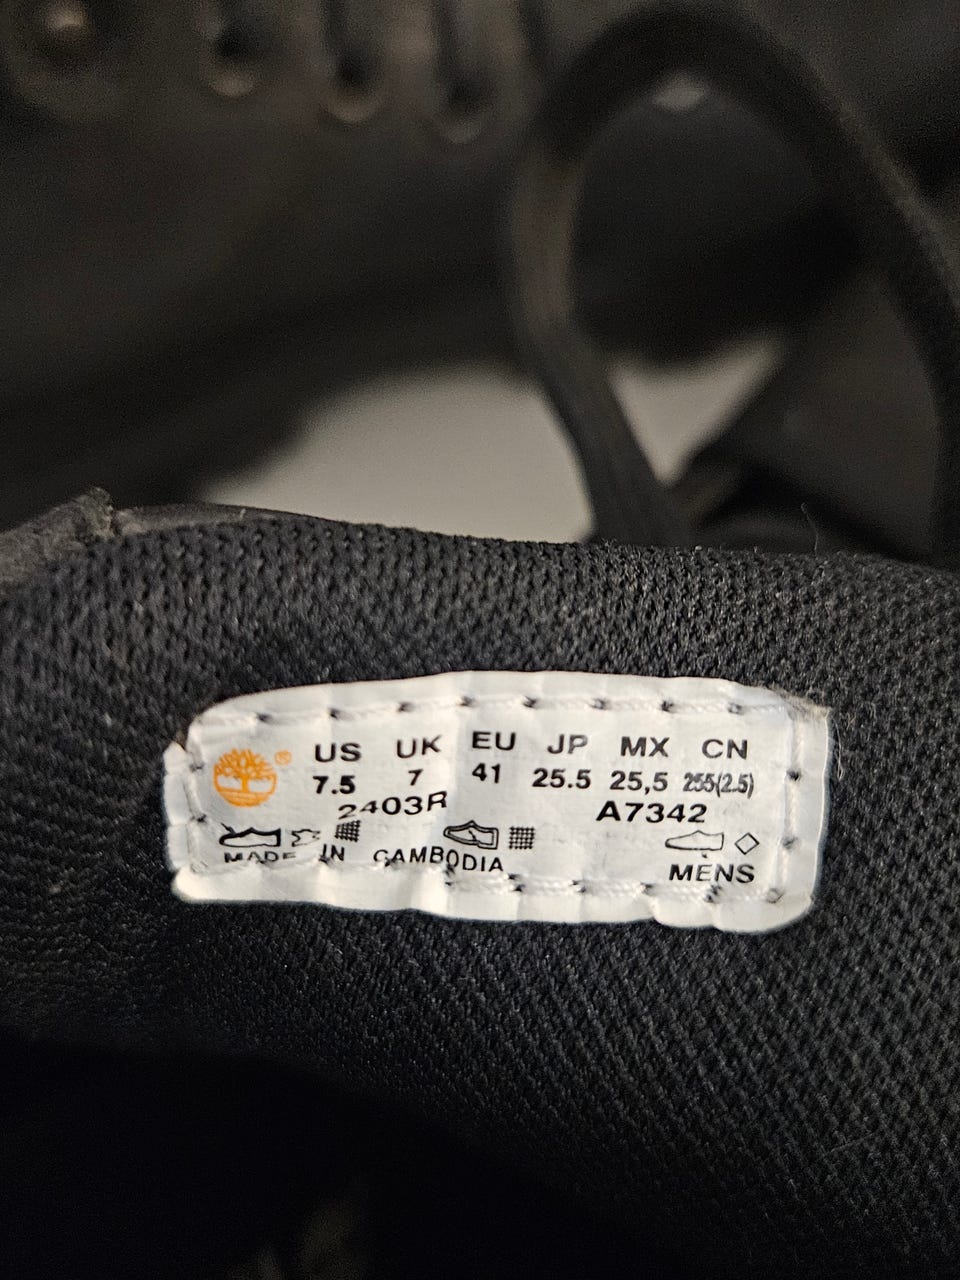 US UK EU JP MX CN
7.5 7 41 25.5 25,5 255(2.5)
2403R A7342
MADE IN CAMBODIA MENS